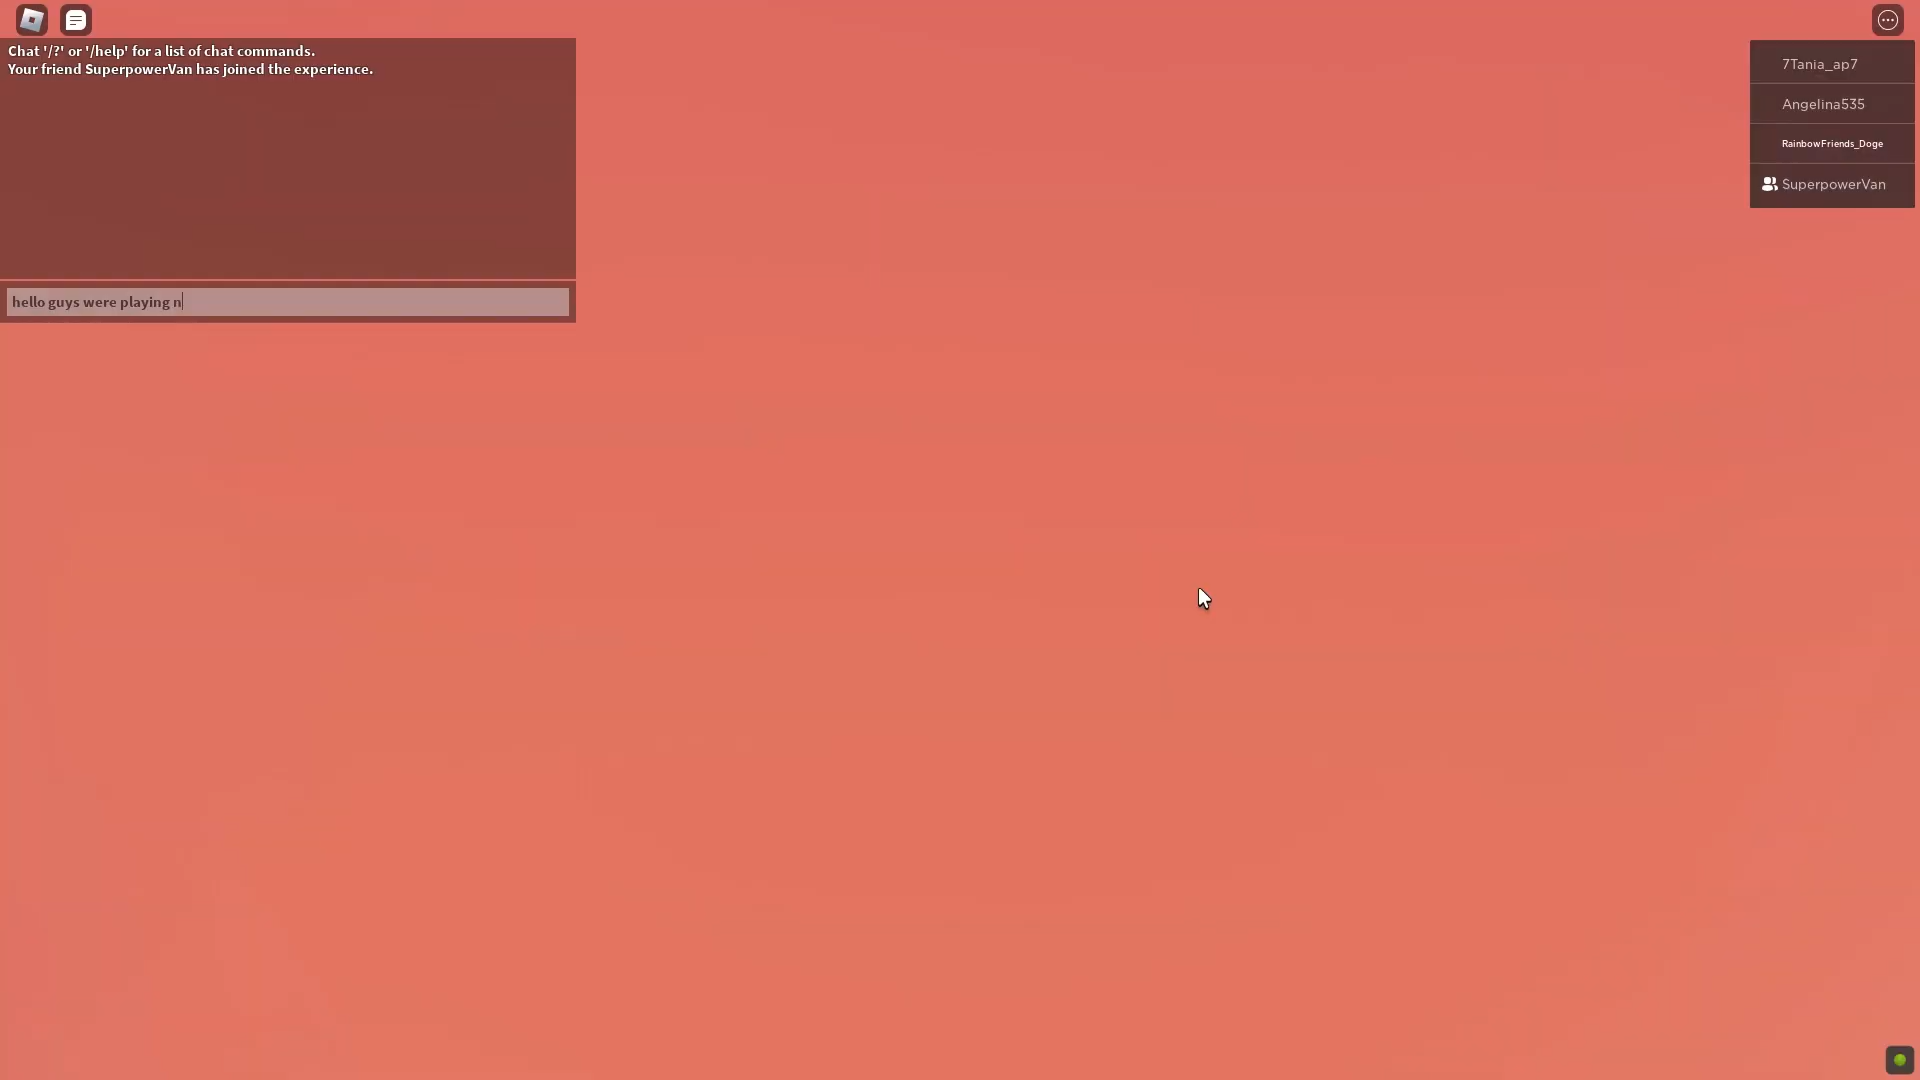 Chat '/?' or '/help' for a list of chat commands.
Your friend SuperpowerVan has joined the experience.
hello guys were playing n
7Tania_ap7
Angelina535
RainbowFriends_Doge
SuperpowerVan